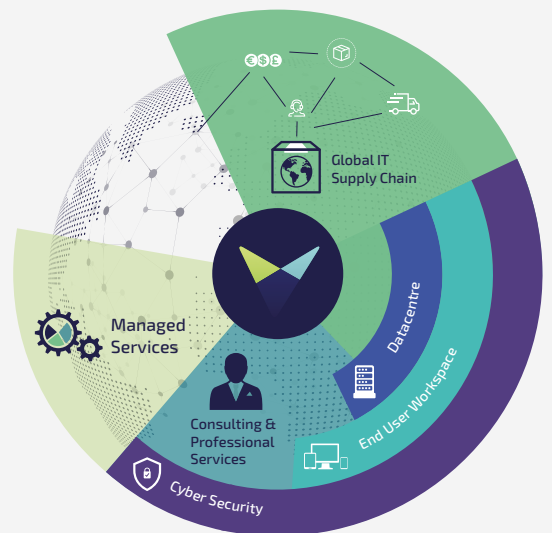 € $ £
Global IT
Supply Chain
Managed
Services
Consulting &
Professional
Services
Datacentre
End User Workspace
Cyber Security